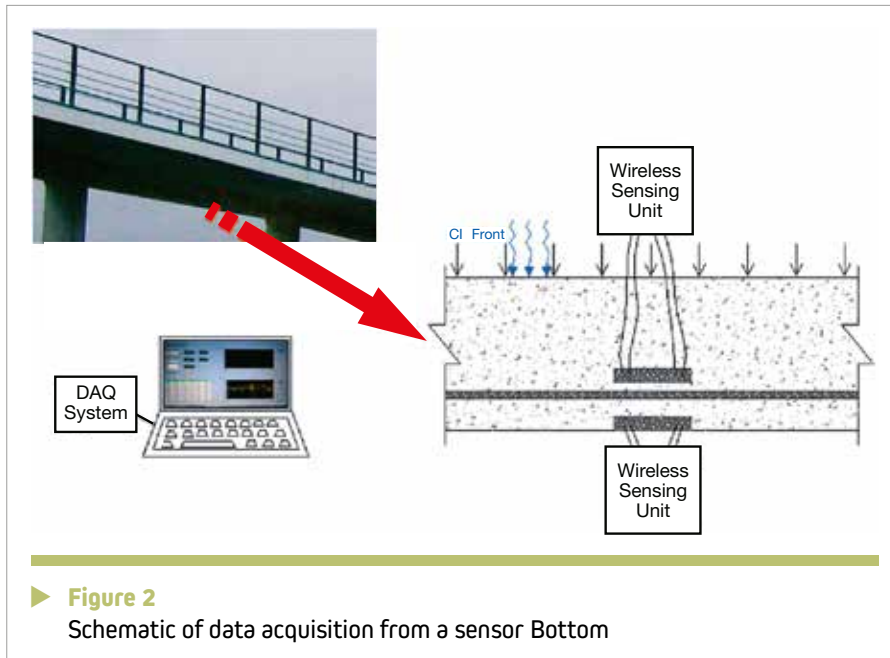 Wireless
Sensing
Unit
Cl Front
DAQ
System
Wireless
Sensing
Unit
Figure 2
Schematic of data acquisition from a sensor Bottom